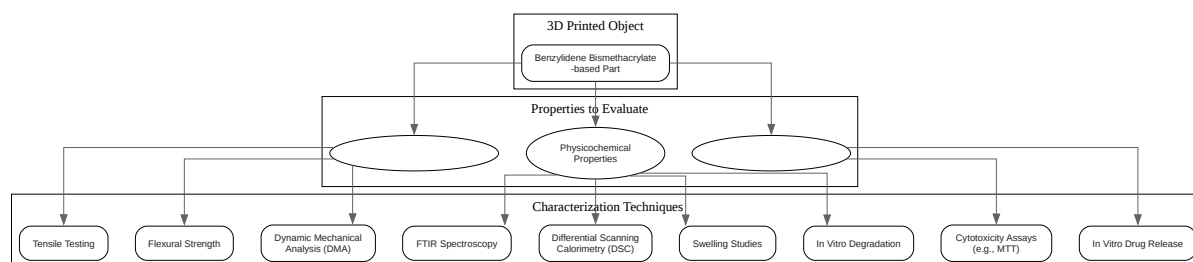 3D Printed Object
Benzylidene Bismethacrylate
-based Part
Properties to Evaluate
Physicochemical
Properties
Characterization Techniques
Tensile Testing
Flexural Strength
Dynamic Mechanical
Analysis (DMA)
FTIR Spectroscopy
Differential Scanning
Calorimetry (DSC)
Swelling Studies
In Vitro Degradation
Cytotoxicity Assays
(e.g., MTT)
In Vitro Drug Release